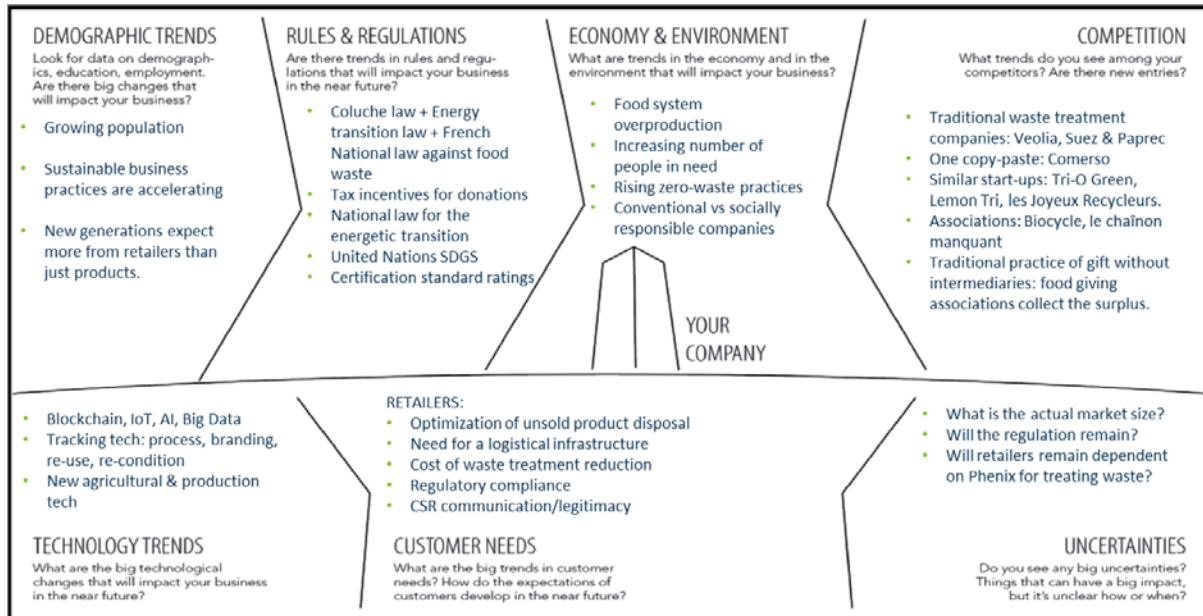 DEMOGRAPHIC TRENDS
Look for data on demograph-
ics, education, employment.
Are there big changes that
will impact your business?
• Growing population
• Sustainable business
practices are accelerating
• New generations expect
more from retailers than
just products.
RULES & REGULATIONS
Are there trends in rules and regu-
lations that will impact your business
in the near future?
• Coluche law + Energy
transition law + French
National law against food
waste
• Tax incentives for donations
• National law for the
energetic transition
• United Nations SDGS
• Certification standard ratings
ECONOMY & ENVIRONMENT
What are trends in the economy and in the
environment that will impact your business?
• Food system
overproduction
• Increasing number of
people in need
• Rising zero-waste practices
• Conventional vs socially
responsible companies
COMPETITION
What trends do you see among your
competitors? Are there new entries?
• Traditional waste treatment
companies: Veolia, Suez & Paprec
• One copy-paste: Comerso
• Similar start-ups: Tri-O Green,
Lemon Tri, les Joyeux Recycleurs.
• Associations: Biocycle, le chaînon
manquant
• Traditional practice of gift without
intermediaries: food giving
associations collect the surplus.
YOUR
COMPANY
• Blockchain, IoT, AI, Big Data
• Tracking tech: process, branding,
re-use, re-condition
• New agricultural & production
tech
TECHNOLOGY TRENDS
What are the big technological
changes that will impact your business
in the near future?
RETAILERS:
• Optimization of unsold product disposal
• Need for a logistical infrastructure
• Cost of waste treatment reduction
• Regulatory compliance
• CSR communication/legitimacy
CUSTOMER NEEDS
What are the big trends in customer
needs? How do the expectations of
customers develop in the near future?
• What is the actual market size?
• Will the regulation remain?
• Will retailers remain dependent
on Phenix for treating waste?
UNCERTAINTIES
Do you see any big uncertainties?
Things that can have a big impact,
but it's unclear how or when?